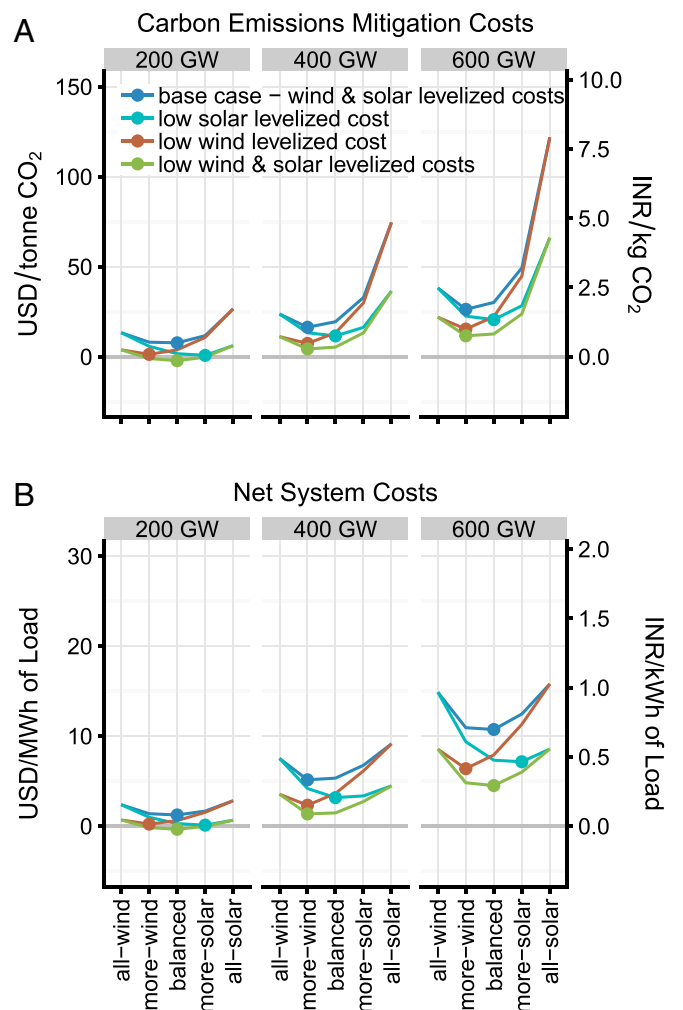 A
Carbon Emissions Mitigation Costs
200 GW 400 GW 600 GW
base case − wind & solar levelized costs
low solar levelized cost
low wind levelized cost
low wind & solar levelized costs
USD/tonne CO2
150
100
50
0
10.0
7.5
5.0
2.5
0.0
INR/kg CO2
B
Net System Costs
200 GW 400 GW 600 GW
USD/MWh of Load
30
20
10
0
2.0
1.5
1.0
0.5
0.0
INR/kWh of Load
all−wind more−wind balanced more−solar all−solar all−wind more−wind balanced more−solar all−solar all−wind more−wind balanced more−solar all−solar